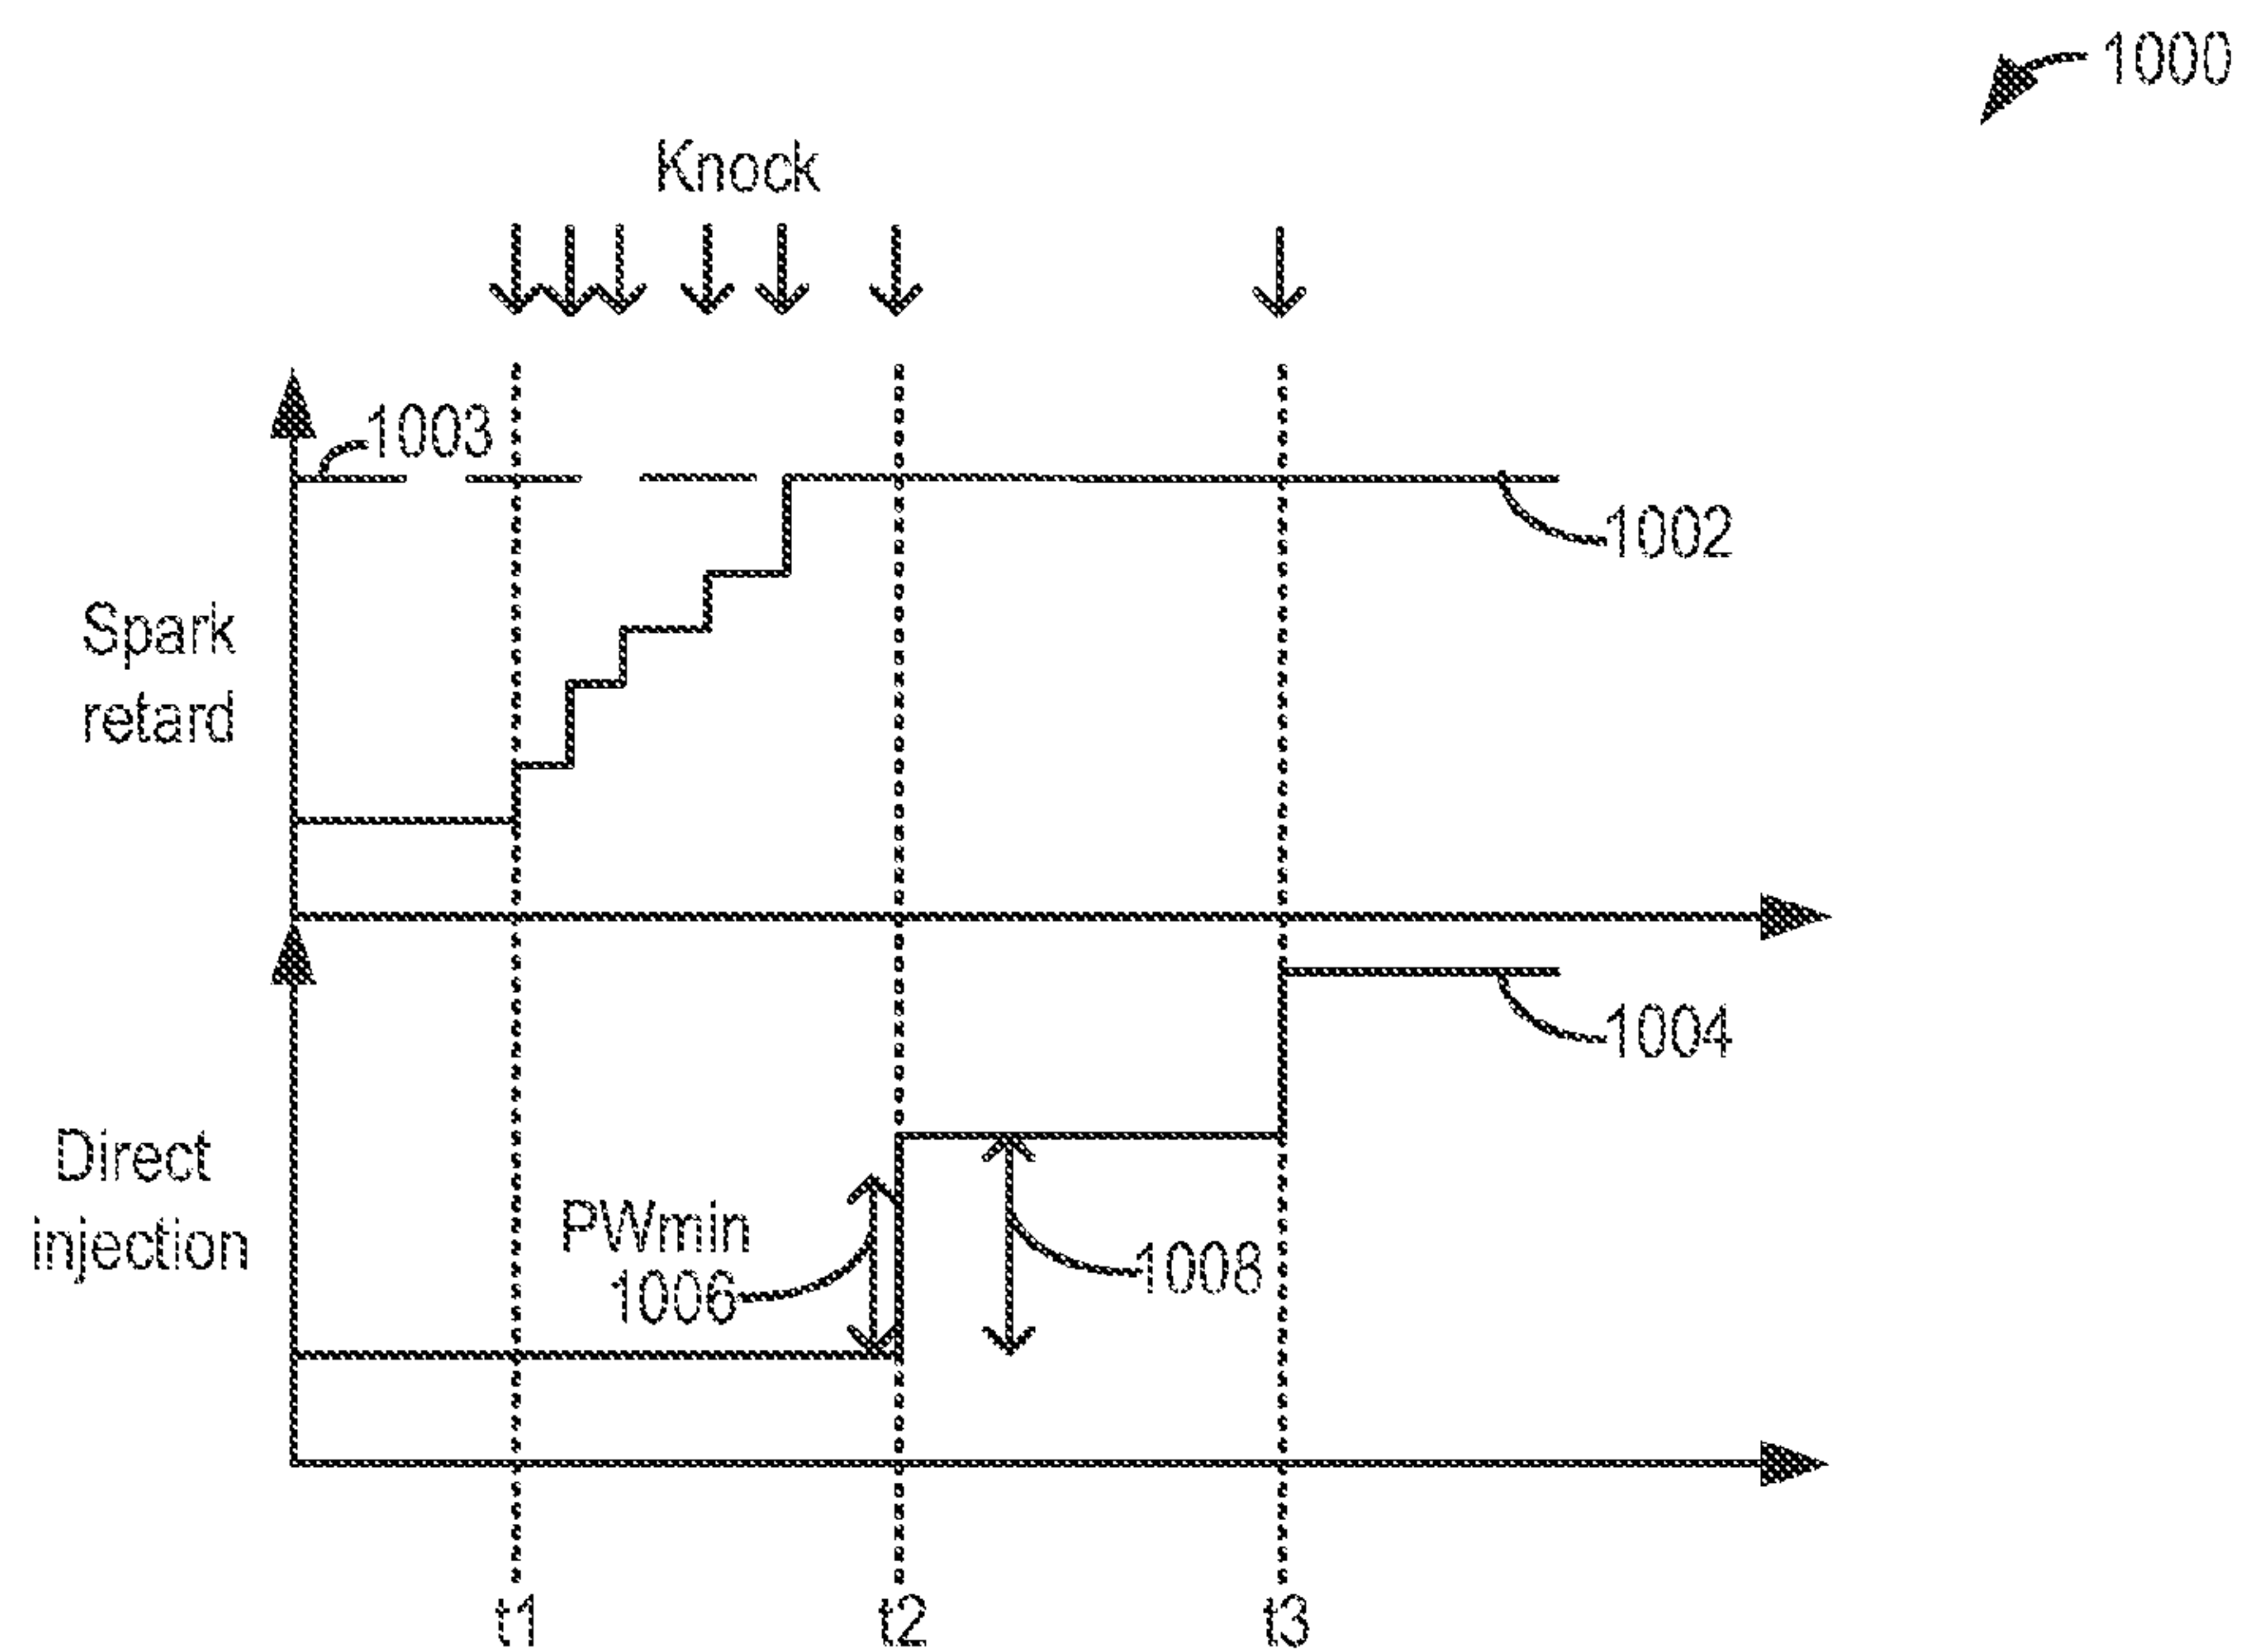 1000
Knock
1003
1002
Spark
retard
1004
Direct
injection
PWmin
1006
1008
t1
t2
t3